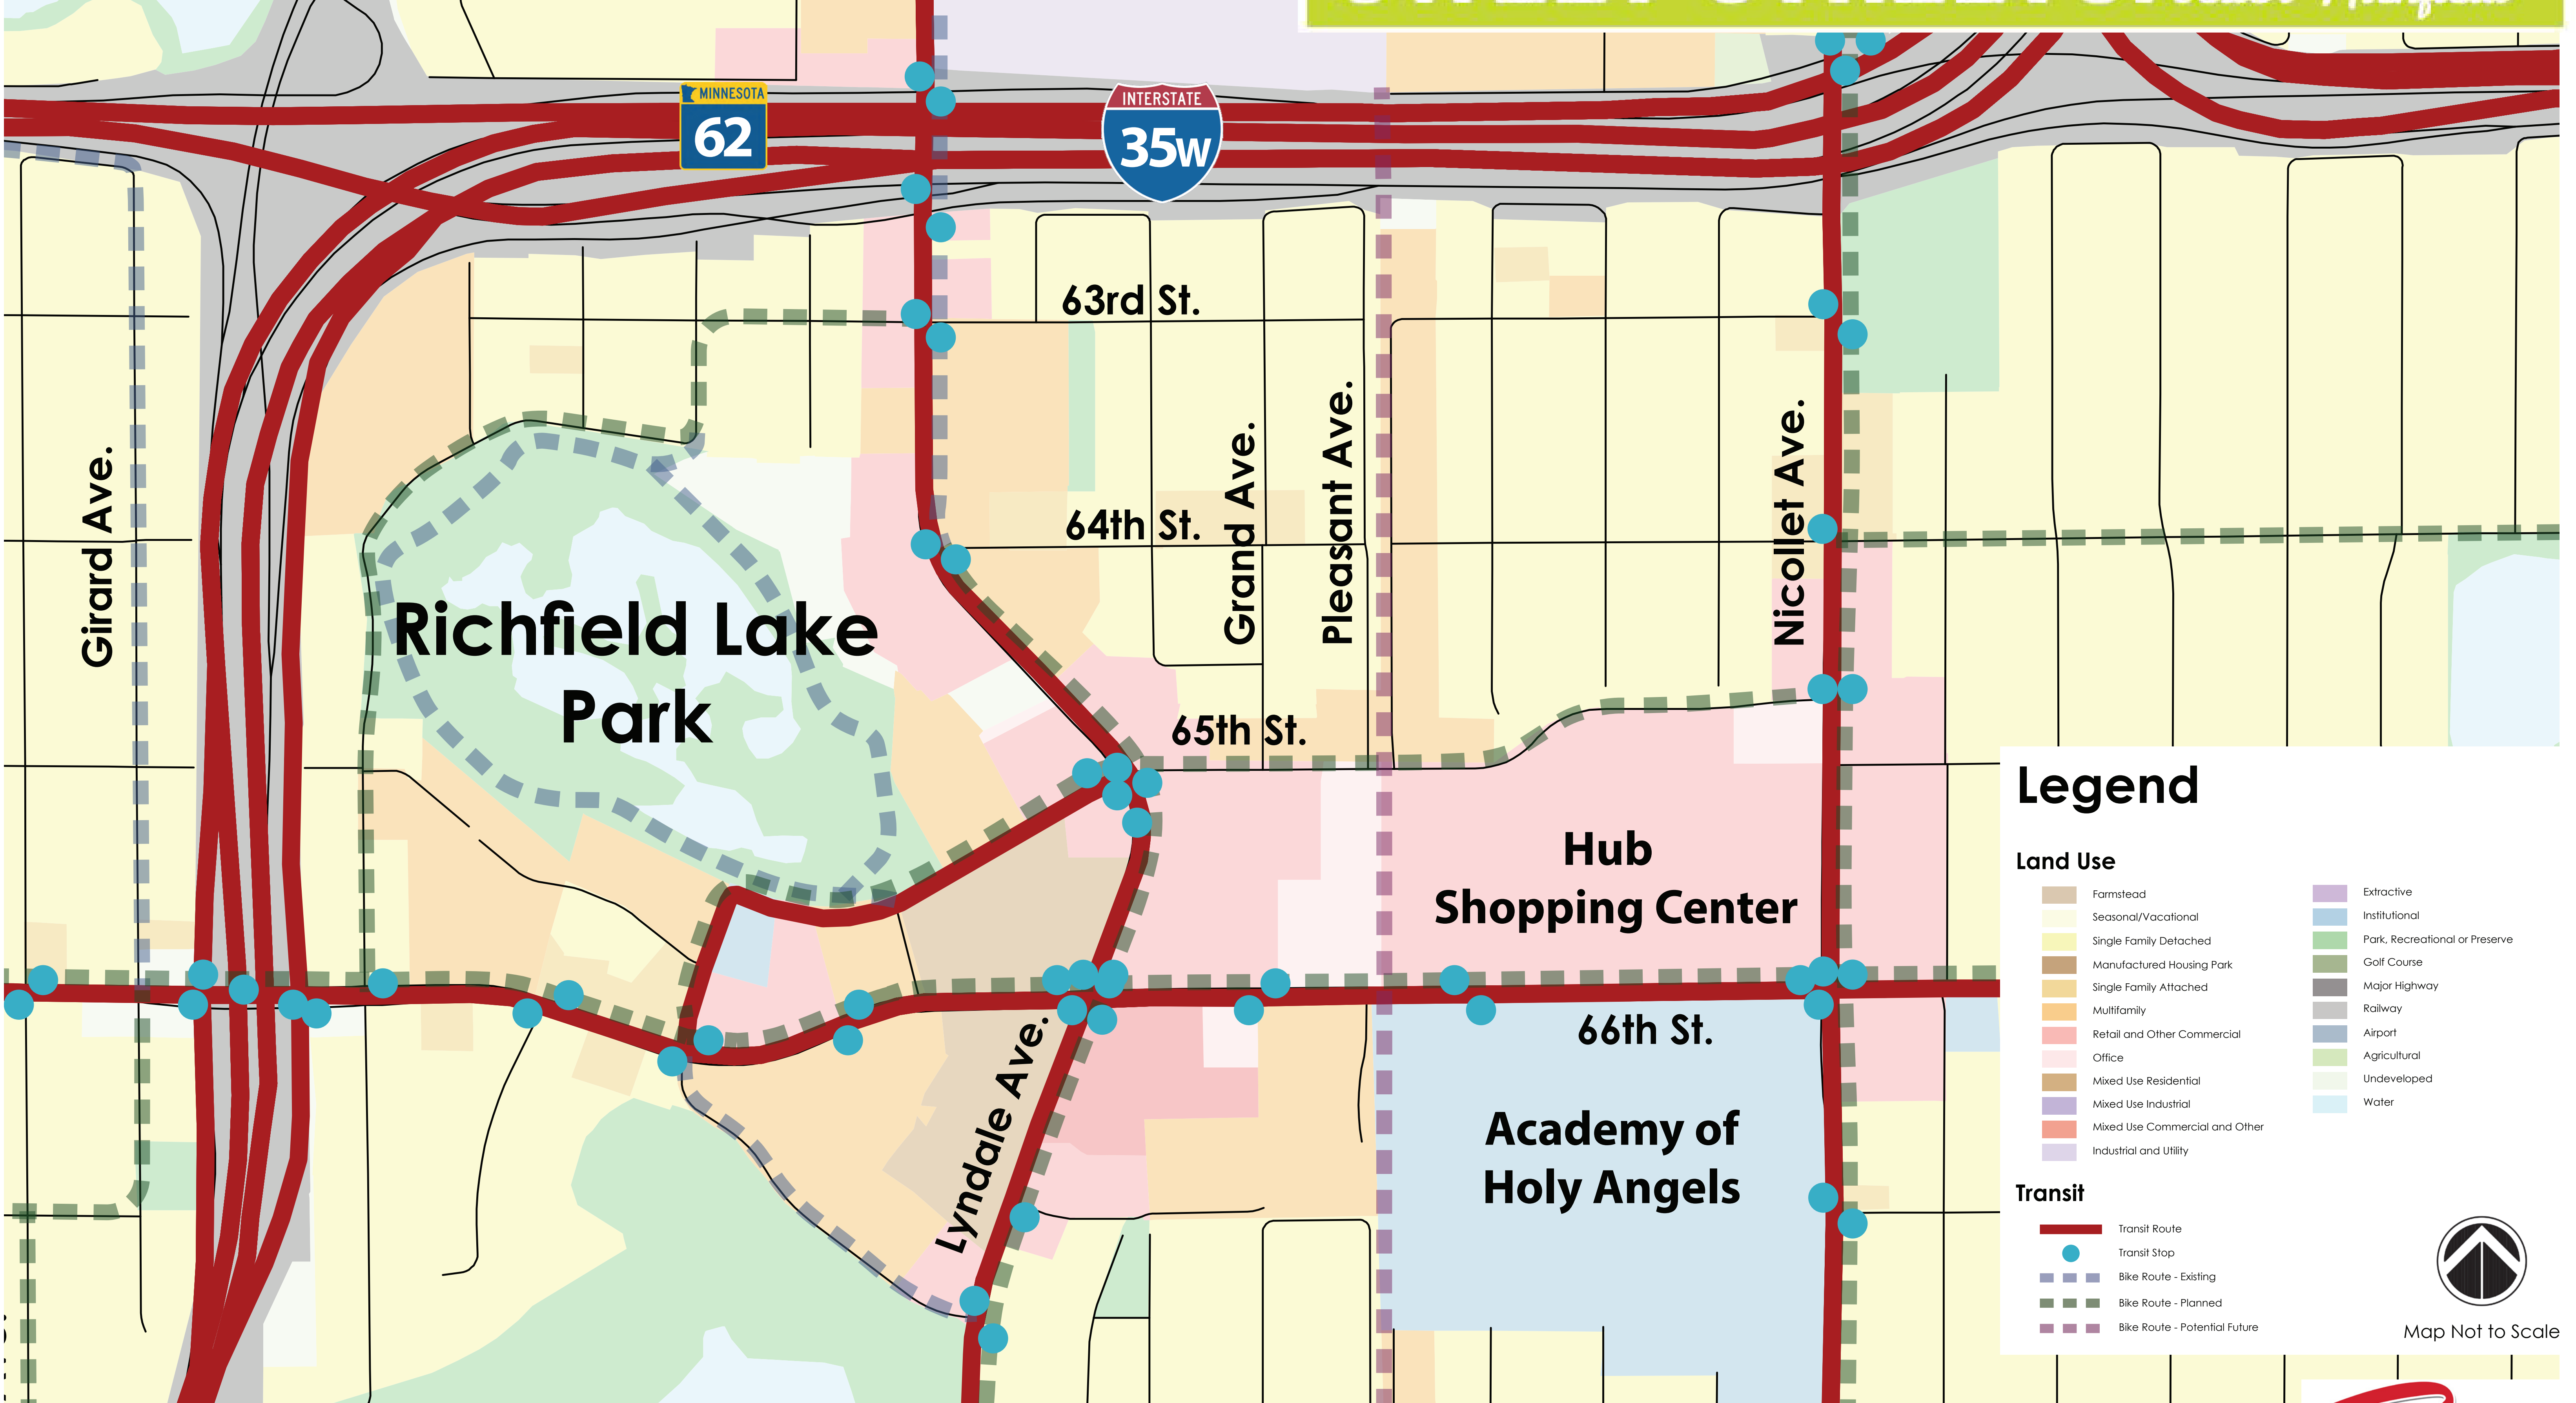 MINNESOTA
62
INTERSTATE
35W
63rd St.
64th St.
65th St.
66th St.
Girard Ave.
Grand Ave.
Pleasant Ave.
Nicollet Ave.
Lyndale Ave.
Richfield Lake
Park
Hub
Shopping Center
Academy of
Holy Angels
Legend
Land Use
Farmstead
Seasonal/Vacational
Single Family Detached
Manufactured Housing Park
Single Family Attached
Multifamily
Retail and Other Commercial
Office
Mixed Use Residential
Mixed Use Industrial
Mixed Use Commercial and Other
Industrial and Utility
Extractive
Institutional
Park, Recreational or Preserve
Golf Course
Major Highway
Railway
Airport
Agricultural
Undeveloped
Water
Transit
Transit Route
Transit Stop
Bike Route - Existing
Bike Route - Planned
Bike Route - Potential Future
Map Not to Scale